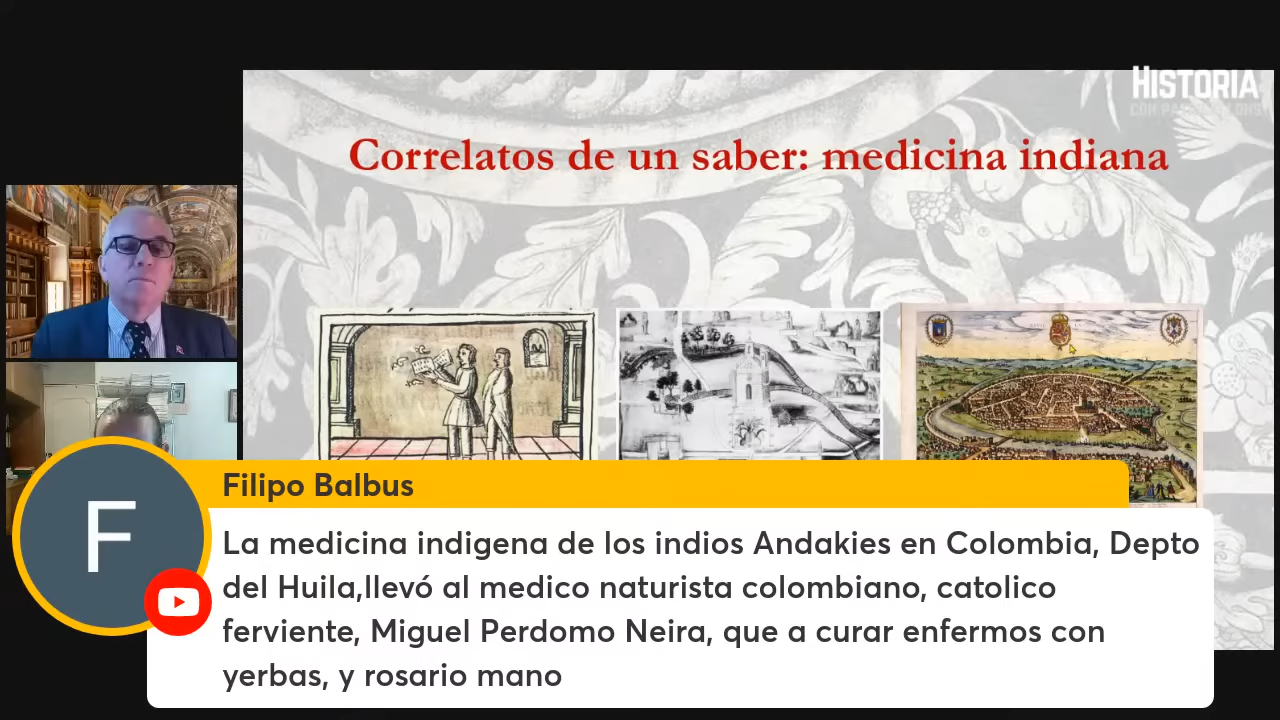 HISTORIA
Correlatos de un saber: medicina indiana
F
Filipo Balbus
La medicina indigena de los indios Andakies en Colombia, Depto
del Huila,llevó al medico naturista colombiano, catolico
ferviente, Miguel Perdomo Neira, que a curar enfermos con
yerbas, y rosario mano